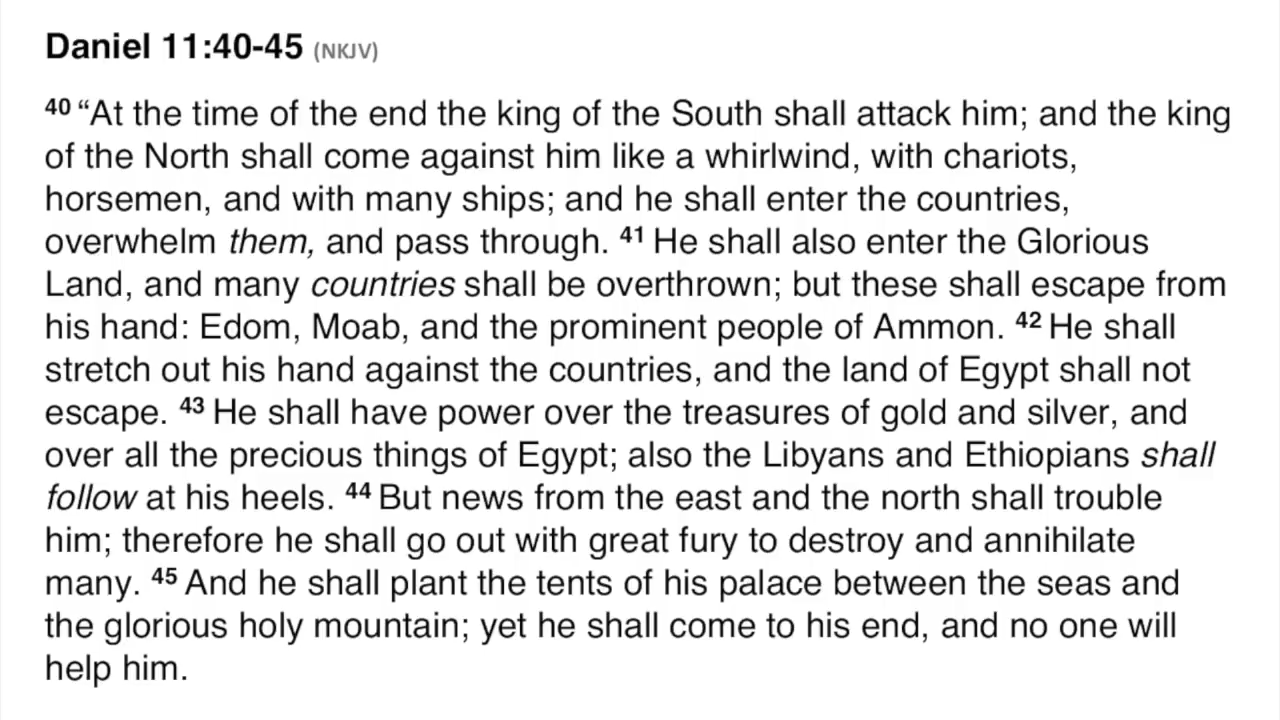 Daniel 11:40-45 (NKJV)
40 “At the time of the end the king of the South shall attack him; and the king
of the North shall come against him like a whirlwind, with chariots,
horsemen, and with many ships; and he shall enter the countries,
overwhelm them, and pass through. 41 He shall also enter the Glorious
Land, and many countries shall be overthrown; but these shall escape from
his hand: Edom, Moab, and the prominent people of Ammon. 42 He shall
stretch out his hand against the countries, and the land of Egypt shall not
escape. 43 He shall have power over the treasures of gold and silver, and
over all the precious things of Egypt; also the Libyans and Ethiopians shall
follow at his heels. 44 But news from the east and the north shall trouble
him; therefore he shall go out with great fury to destroy and annihilate
many. 45 And he shall plant the tents of his palace between the seas and
the glorious holy mountain; yet he shall come to his end, and no one will
help him.